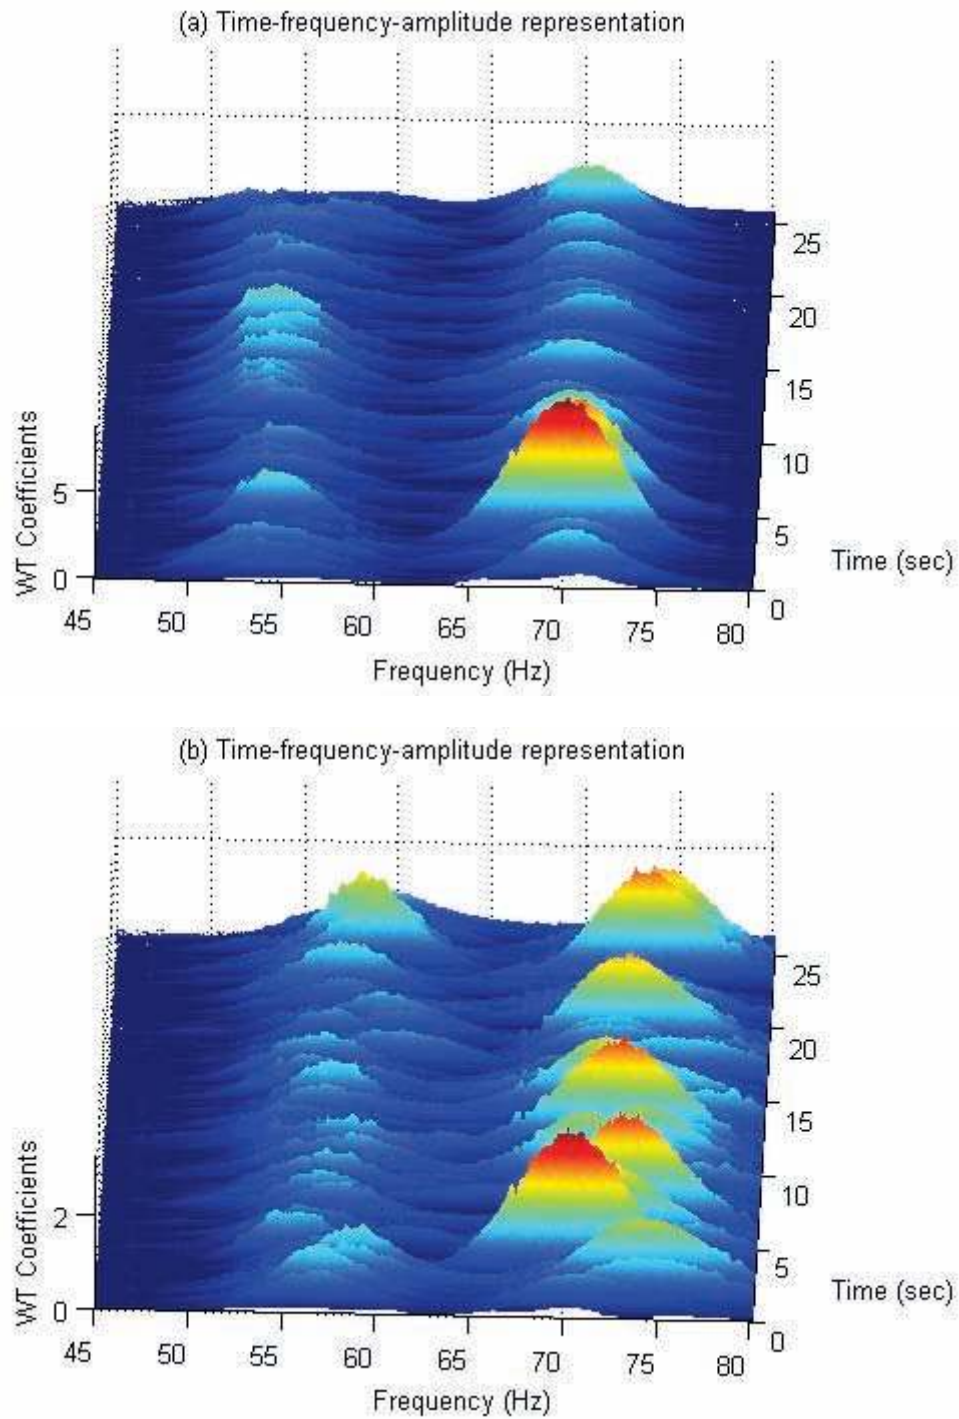 (a) Time-frequency-amplitude representation
25
20
15
10
5
0
Time (sec)
WT Coefficients
5
0
45 50 55 60 65 70 75 80
Frequency (Hz)
(b) Time-frequency-amplitude representation
25
20
15
10
5
0
Time (sec)
WT Coefficients
2
0
45 50 55 60 65 70 75 80
Frequency (Hz)